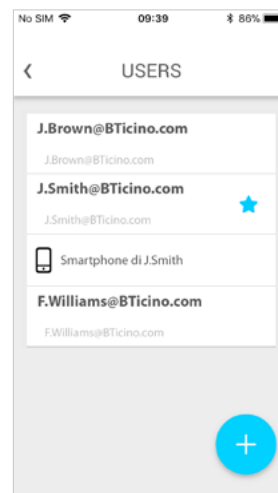 No SIM 09:39 86%
USERS
J.Brown@BTicino.com
J.Brown@BTicino.com
J.Smith@BTicino.com
J.Smith@BTicino.com
Smartphone di J.Smith
F.Williams@BTicino.com
F.Williams@BTicino.com